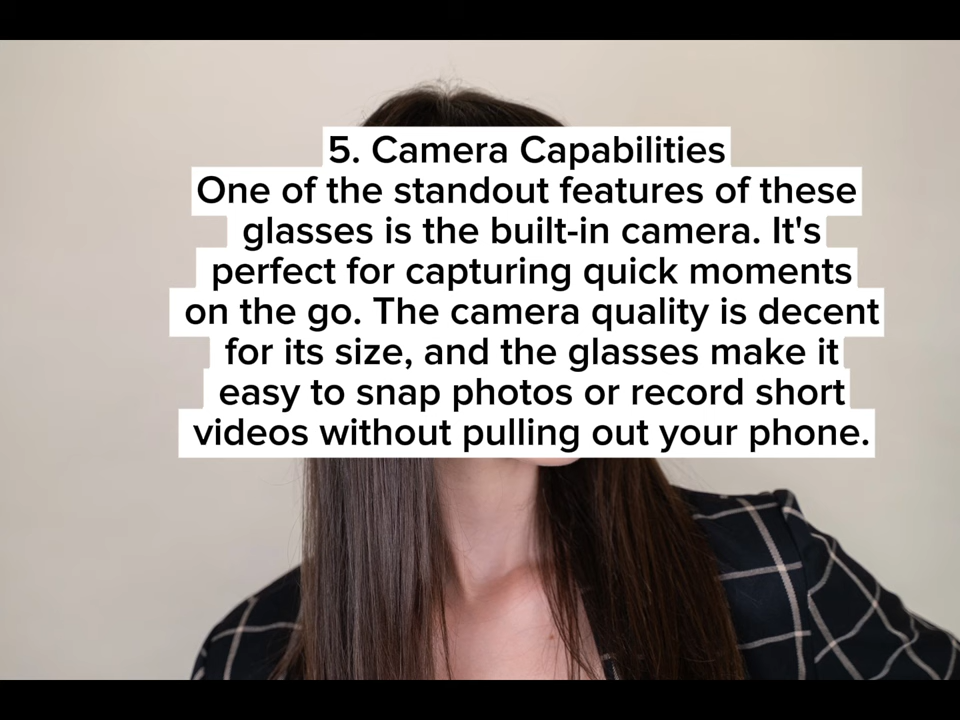 5. Camera Capabilities
One of the standout features of these
glasses is the built-in camera. It's
perfect for capturing quick moments
on the go. The camera quality is decent
for its size, and the glasses make it
easy to snap photos or record short
videos without pulling out your phone.